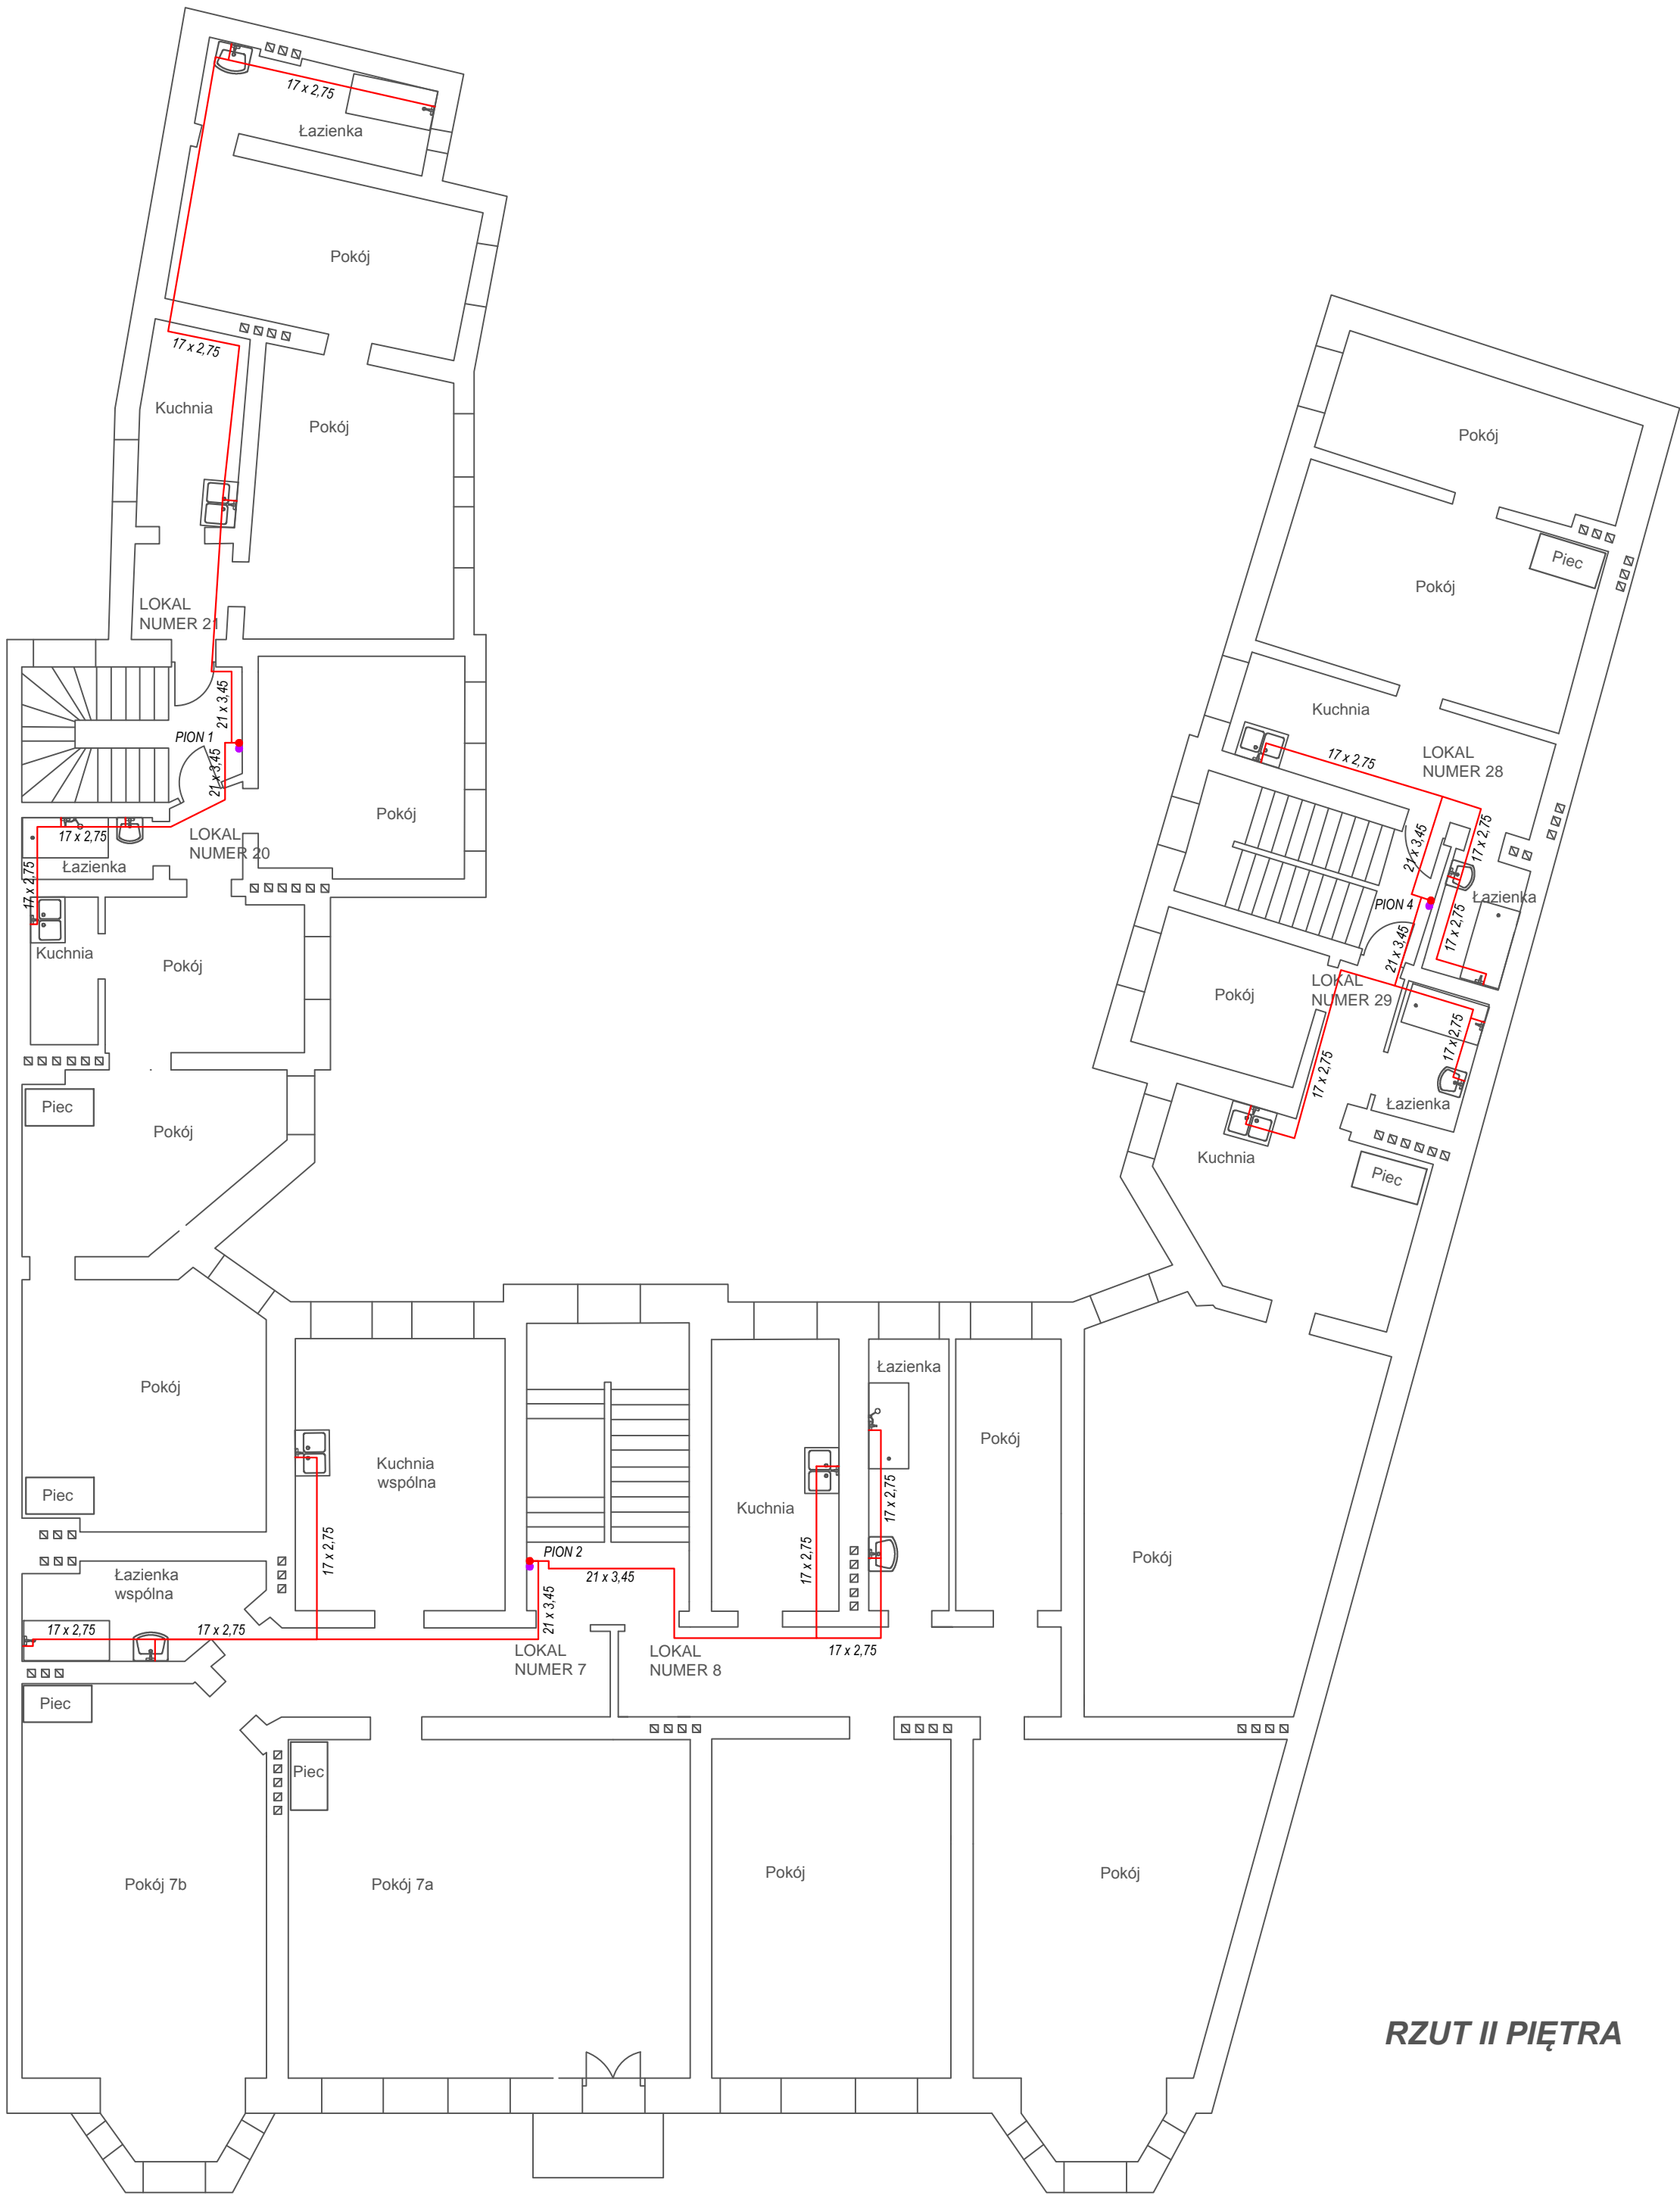 17 x 2,75
Łazienka
Pokój
17 x 2,75
Kuchnia
Pokój
LOKAL
NUMER 21
21 x 3,45
PION 1
21 x 3,45
Pokój
17 x 2,75
LOKAL
NUMER 20
Łazienka
17 x 2,75
Kuchnia
Pokój
Piec
Pokój
Pokój
Piec
Pokój
Piec
Pokój
Kuchnia
17 x 2,75
LOKAL
NUMER 28
17 x 2,75
21 x 3,45
Łazienka
PION 4
17 x 2,75
21 x 3,45
Pokój
LOKAL
NUMER 29
17 x 2,75
17 x 2,75
Łazienka
Kuchnia
Piec
Łazienka
Pokój
Kuchnia
wspólna
Kuchnia
17 x 2,75
17 x 2,75
17 x 2,75
PION 2
21 x 3,45
Pokój
Łazienka
wspólna
21 x 3,45
17 x 2,75
17 x 2,75
LOKAL
NUMER 7
LOKAL
NUMER 8
17 x 2,75
Piec
Piec
Pokój 7b
Pokój 7a
Pokój
Pokój
RZUT II PIĘTRA